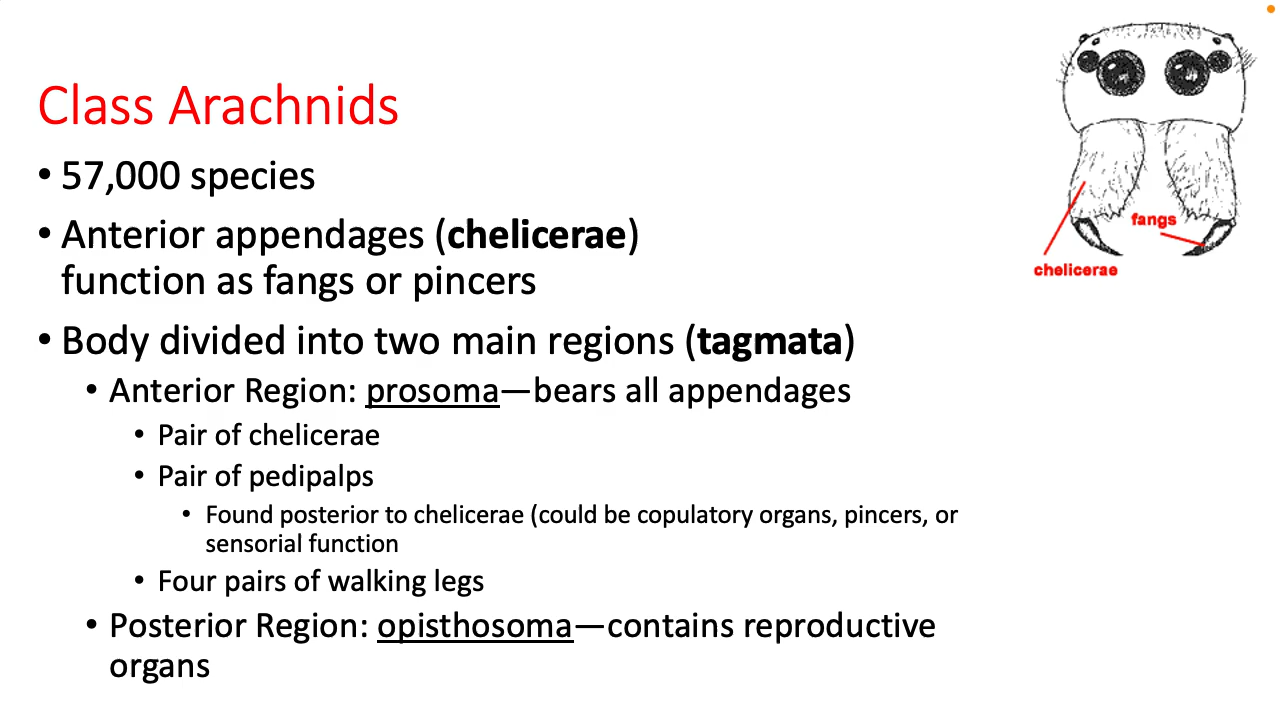 Class Arachnids
• 57,000 species
• Anterior appendages (chelicerae)
function as fangs or pincers
• Body divided into two main regions (tagmata)
• Anterior Region: prosoma—bears all appendages
• Pair of chelicerae
• Pair of pedipalps
• Found posterior to chelicerae (could be copulatory organs, pincers, or
sensorial function
• Four pairs of walking legs
• Posterior Region: opisthosoma—contains reproductive
organs
fangs
chelicerae